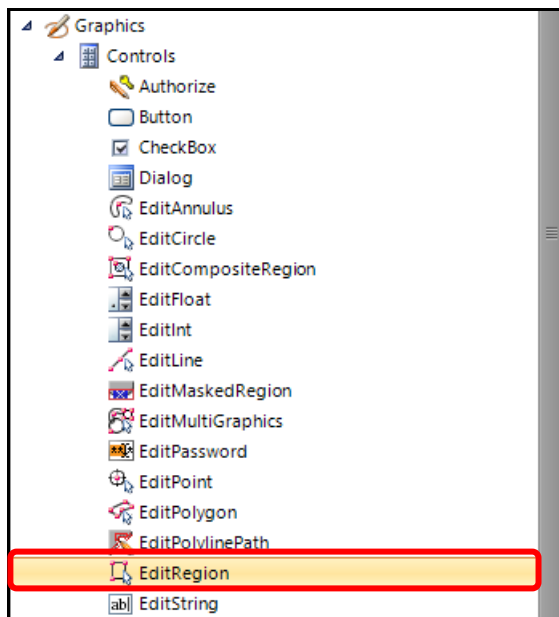 Graphics
Controls
Authorize
Button
CheckBox
Dialog
EditAnnulus
EditCircle
EditCompositeRegion
EditFloat
EditInt
EditLine
EditMaskedRegion
EditMultiGraphics
EditPassword
EditPoint
EditPolygon
EditPolylinePath
EditRegion
ab| EditString